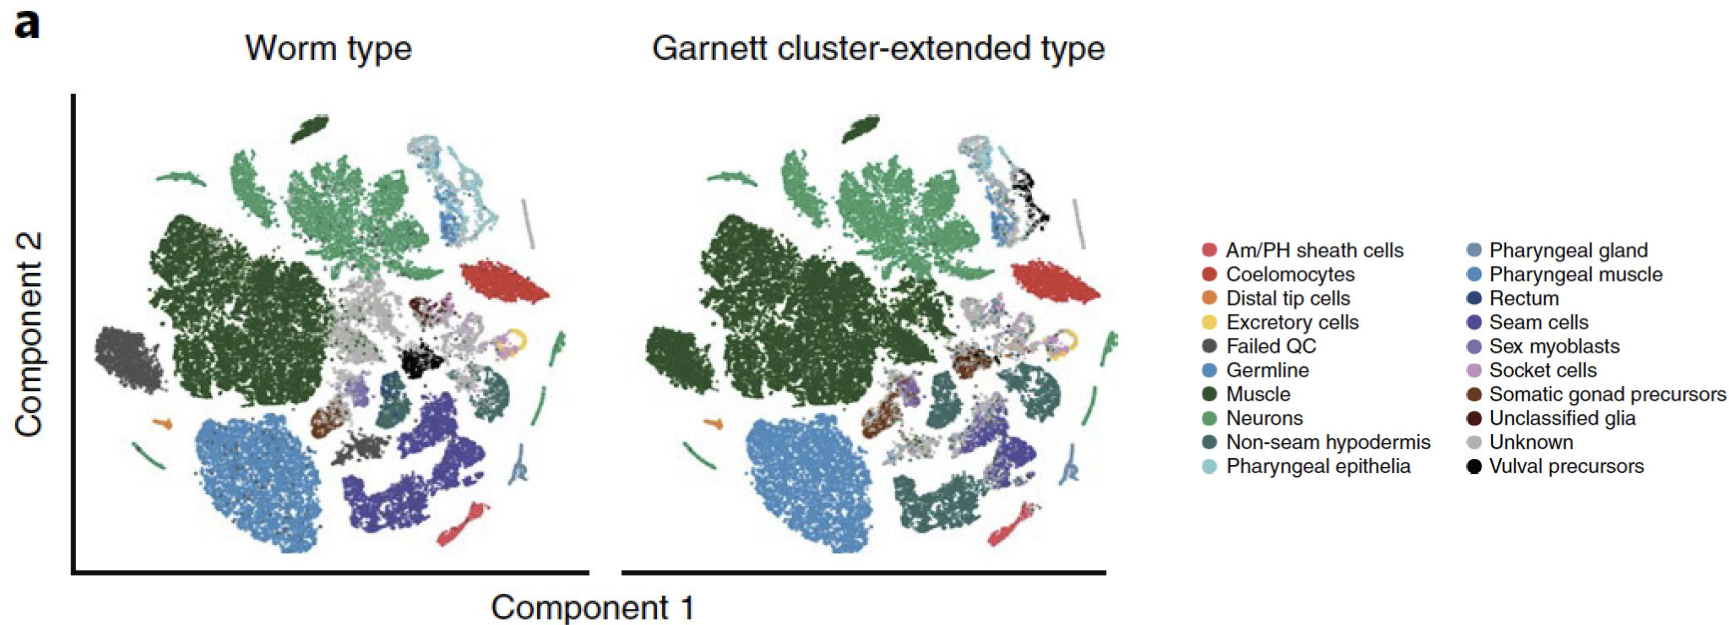 a
Worm type
Garnett cluster-extended type
Component 2
Component 1
Am/PH sheath cells
Coelomocytes
Distal tip cells
Excretory cells
Failed QC
Germline
Muscle
Neurons
Non-seam hypodermis
Pharyngeal epithelia
Pharyngeal gland
Pharyngeal muscle
Rectum
Seam cells
Sex myoblasts
Socket cells
Somatic gonad precursors
Unclassified glia
Unknown
Vulval precursors